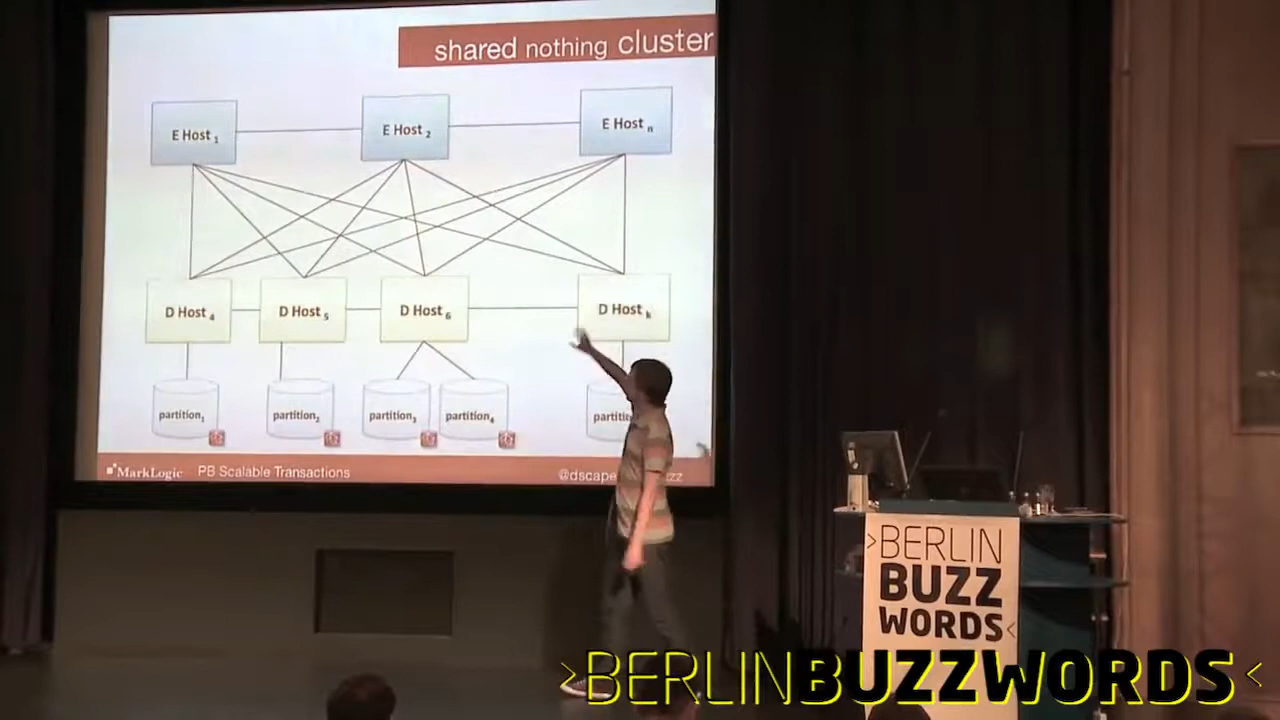 shared nothing cluster
E Host 1
E Host 2
E Host n
D Host 4
D Host 5
D Host 6
D Host k
partition1
partition2
partition3
partition4
MarkLogic PB Scalable Transactions
>BERLIN
BUZZ
WORDS<
>BERLINBUZZWORDS<